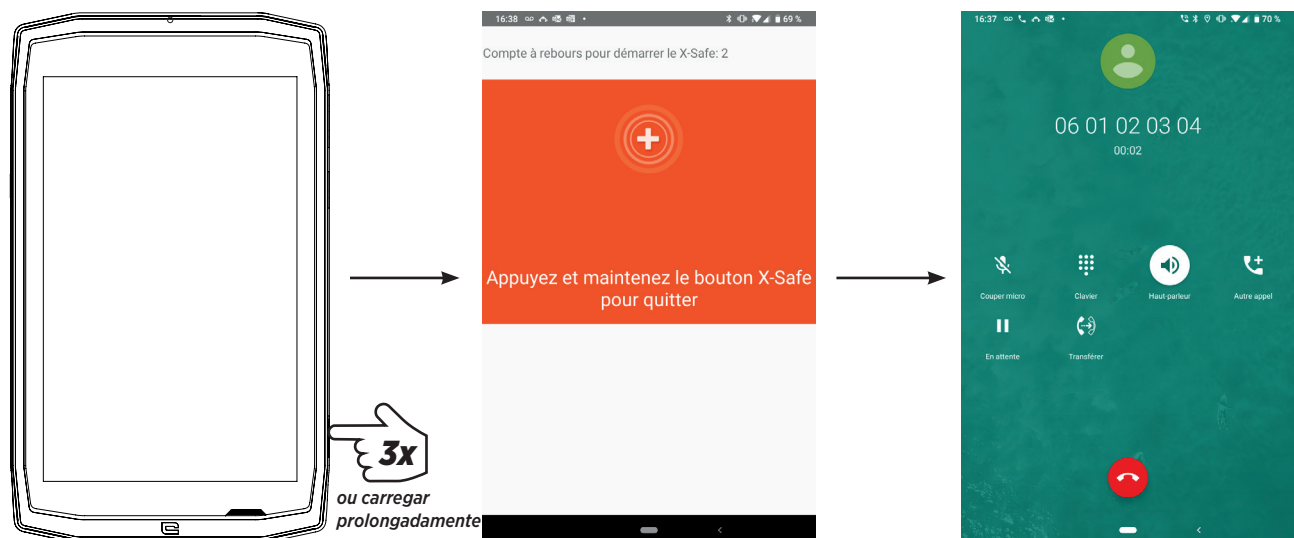 3x
ou carregar
prolongadamente
16:38
69 %
Compte à rebours pour démarrer le X-Safe: 2
Appuyez et maintenez le bouton X-Safe
pour quitter
16:37
70 %
06 01 02 03 04
00:02
Couper micro
Clavier
Haut-parleur
Autre appel
En attente
Transférer